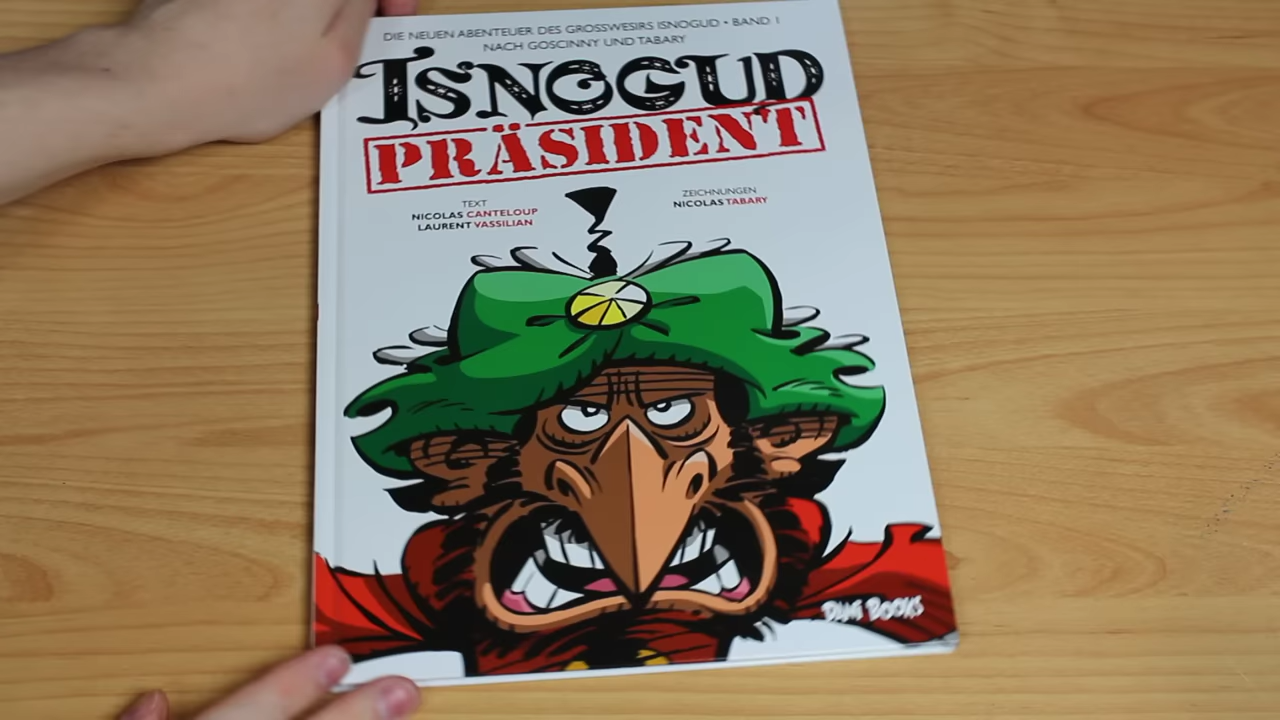 DIE NEUEN ABENTEUER DES GROSSWESIRS ISNOGUD • BAND 1
NACH GOSCINNY UND TABARY
ISNOGUD
PRÄSIDENT
TEXT
NICOLAS CANTELOUP
LAURENT VASSILIAN
ZEICHNUNGEN
NICOLAS TABARY
BOOKS